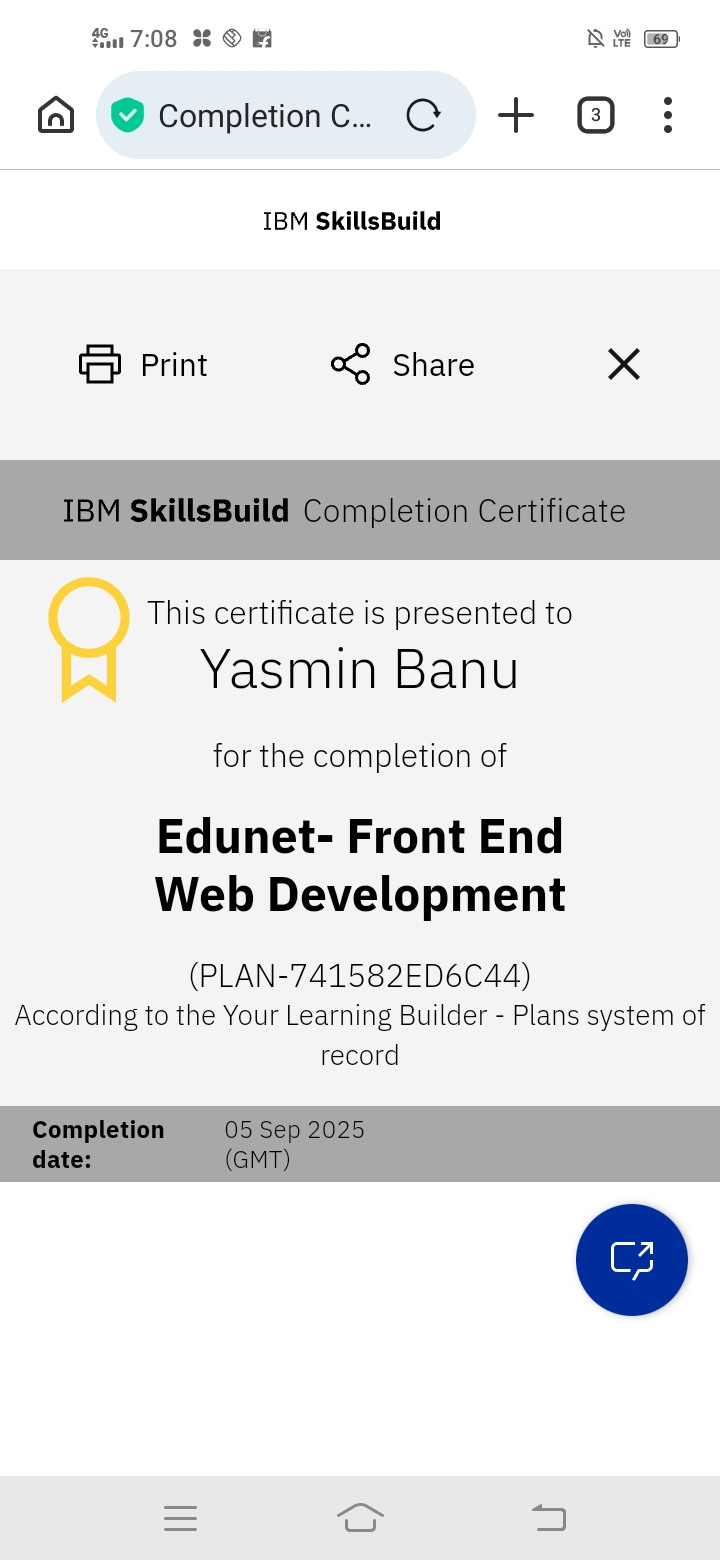 4G 7:08 Vo) LTE 69
Completion C... 3
IBM SkillsBuild
Print Share
IBM SkillsBuild Completion Certificate
This certificate is presented to
Yasmin Banu
for the completion of
Edunet- Front End
Web Development
(PLAN-741582ED6C44)
According to the Your Learning Builder - Plans system of
record
Completion date: 05 Sep 2025 (GMT)